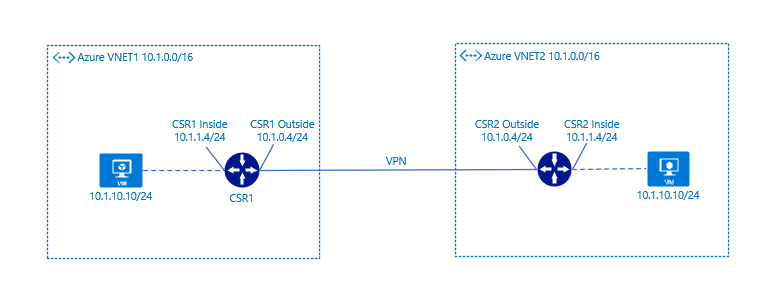 Azure VNET1 10.1.0.0/16
Azure VNET2 10.1.0.0/16
CSR1 Inside
10.1.1.4/24
CSR1 Outside
10.1.0.4/24
CSR2 Outside
10.1.0.4/24
CSR2 Inside
10.1.1.4/24
VPN
VM
VM
10.1.10.10/24
CSR1
10.1.10.10/24